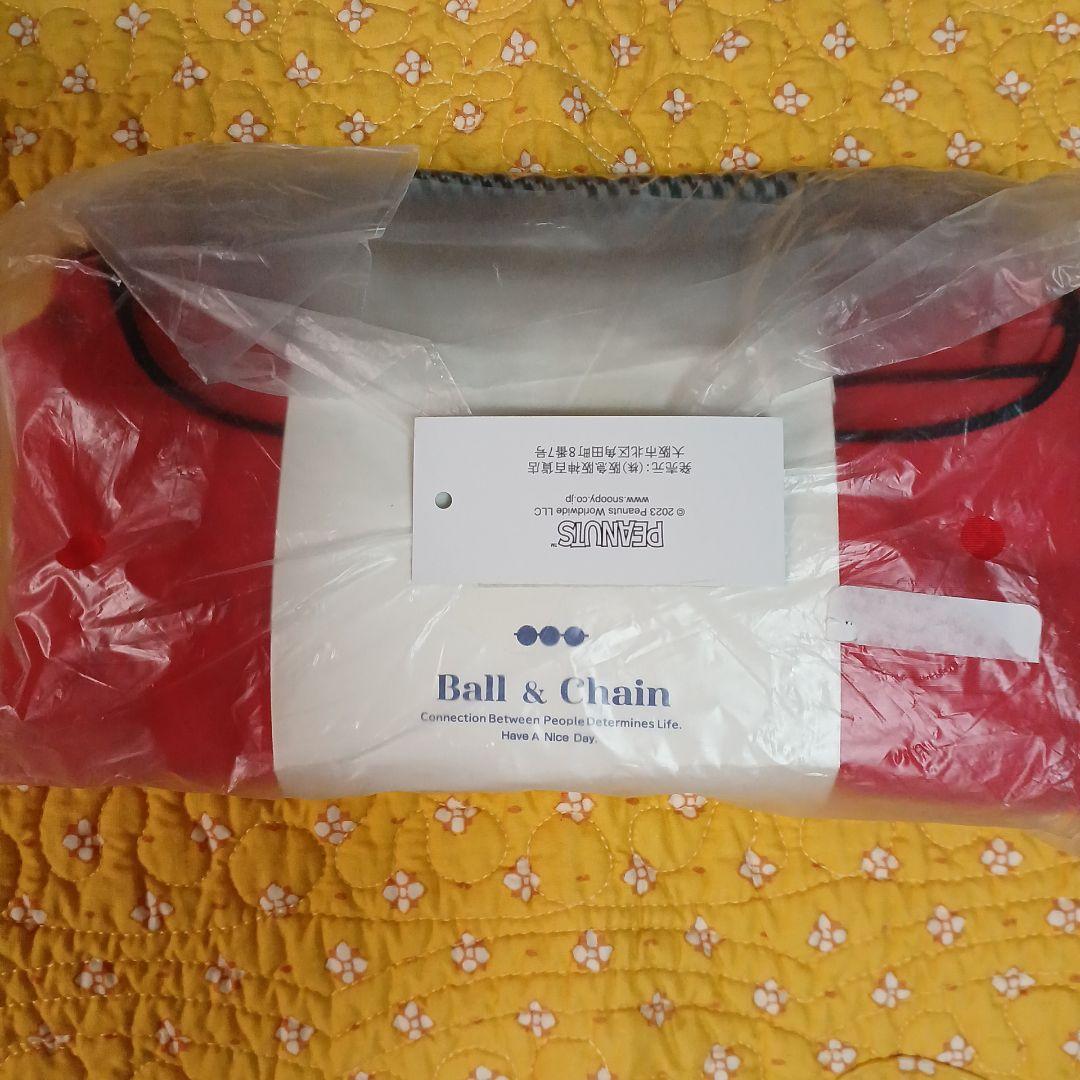 PEANUTS™
© 2023 Peanuts Worldwide LLC
www.snoopy.co.jp
発売元：(株)阪急阪神百貨店
大阪市北区角田町8番7号
Ball & Chain
Connection Between People Determines Life.
Have A Nice Day.